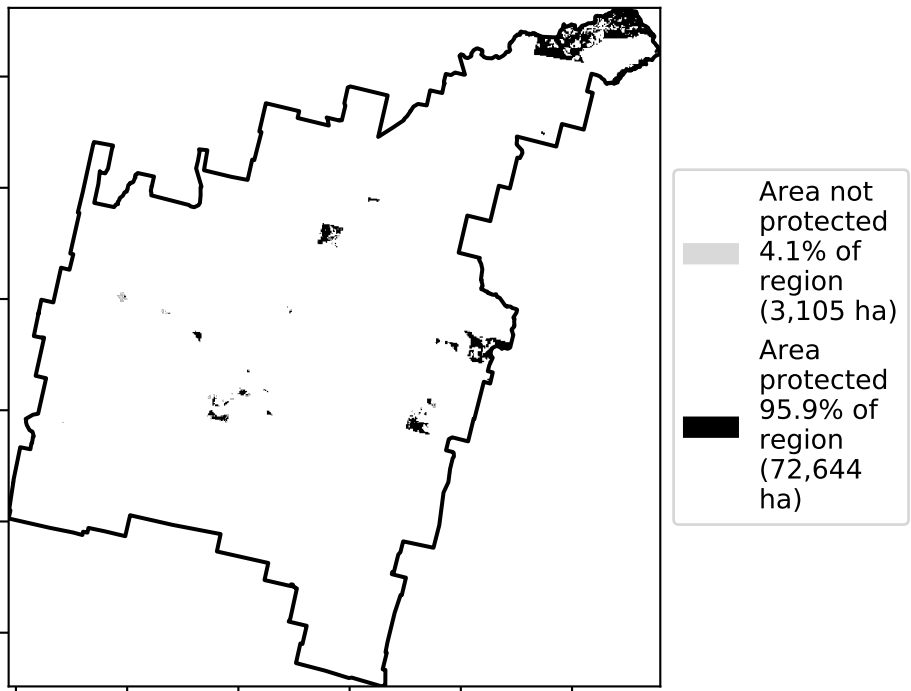 Area not
protected
4.1% of
region
(3,105 ha)
Area
protected
95.9% of
region
(72,644
ha)